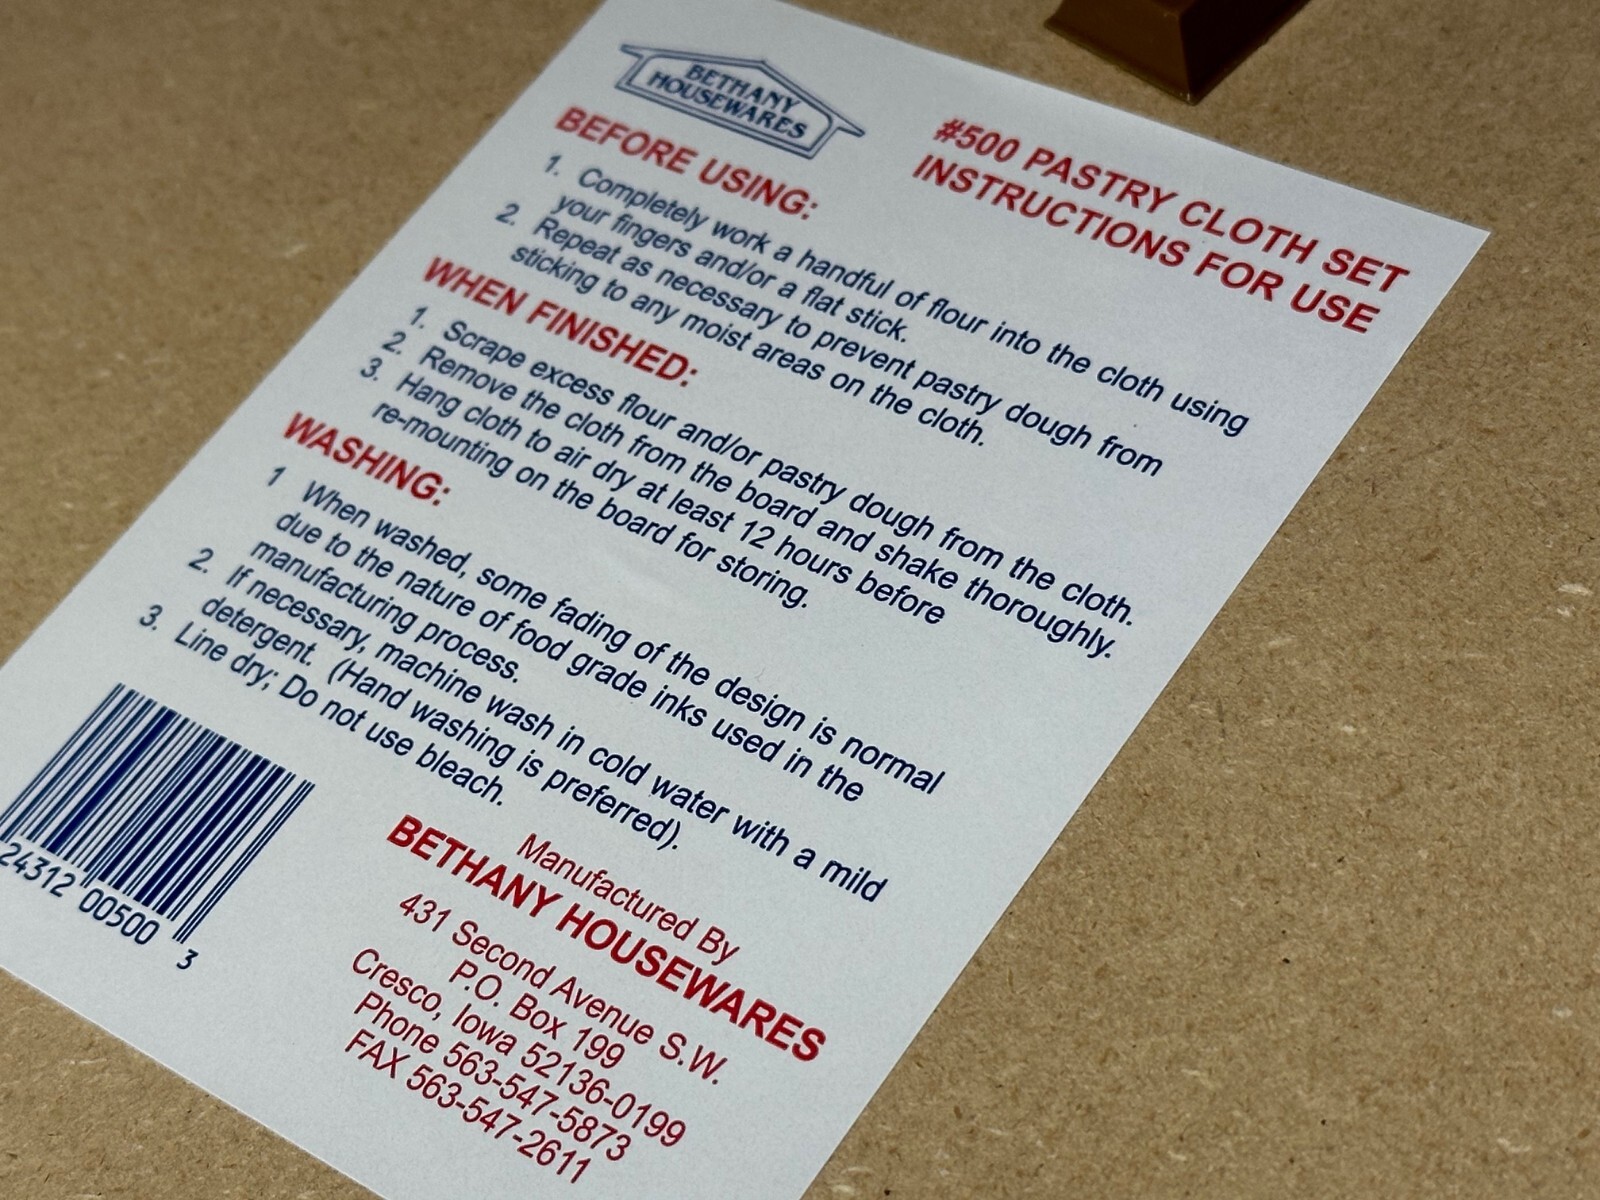 BETHANY
HOUSEWARES
#500 PASTRY CLOTH SET
INSTRUCTIONS FOR USE
BEFORE USING:
1. Completely work a handful of flour into the cloth using
your fingers and/or a flat stick.
2. Repeat as necessary to prevent pastry dough from
sticking to any moist areas on the cloth.
WHEN FINISHED:
1. Scrape excess flour and/or pastry dough from the cloth.
2. Remove the cloth from the board and shake thoroughly.
3. Hang cloth to air dry at least 12 hours before
re-mounting on the board for storing.
WASHING:
1 When washed, some fading of the design is normal
due to the nature of food grade inks used in the
manufacturing process.
2. If necessary, machine wash in cold water with a mild
detergent. (Hand washing is preferred).
3. Line dry; Do not use bleach.
24312 00500 3
Manufactured By
BETHANY HOUSEWARES
431 Second Avenue S.W.
P.O. Box 199
Cresco, Iowa 52136-0199
Phone 563-547-5873
FAX 563-547-2611